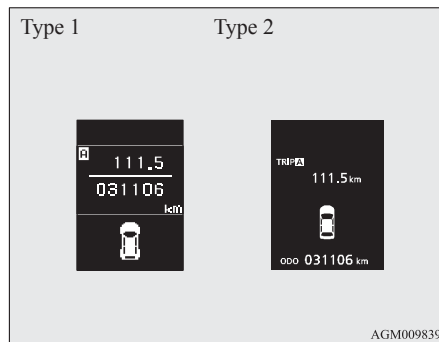 Type 1
Type 2
A
111.5
031106
km
TRIP A
111.5 km
ODO 031106 km
AGM009839